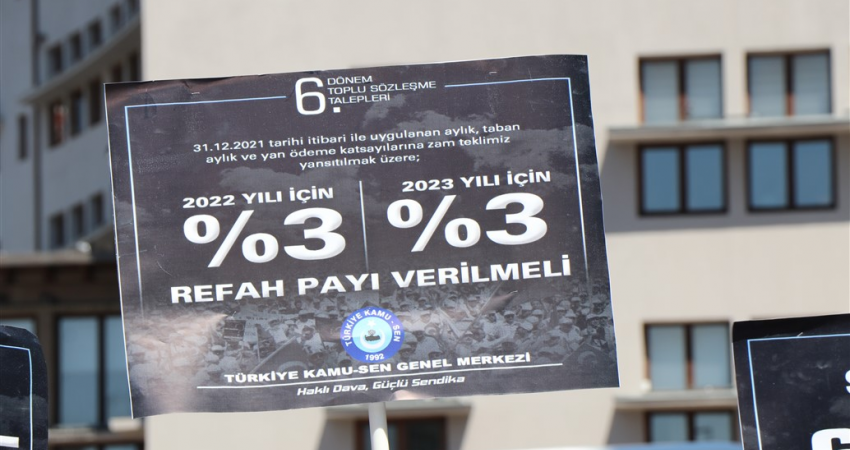 6. DÖNEM
TOPLU SÖZLEŞME
TALEPLERİ
31.12.2021 tarihi itibari ile uygulanan aylık, taban
aylık ve yan ödeme katsayılarına zam teklimiz
yansıtılmak üzere;
2022 YILI İÇİN
%3
2023 YILI İÇİN
%3
REFAH PAYI VERİLMELİ
TÜRKİYE KAMU - SEN
1992
TÜRKİYE KAMU-SEN GENEL MERKEZİ
Haklı Dava, Güçlü Sendika